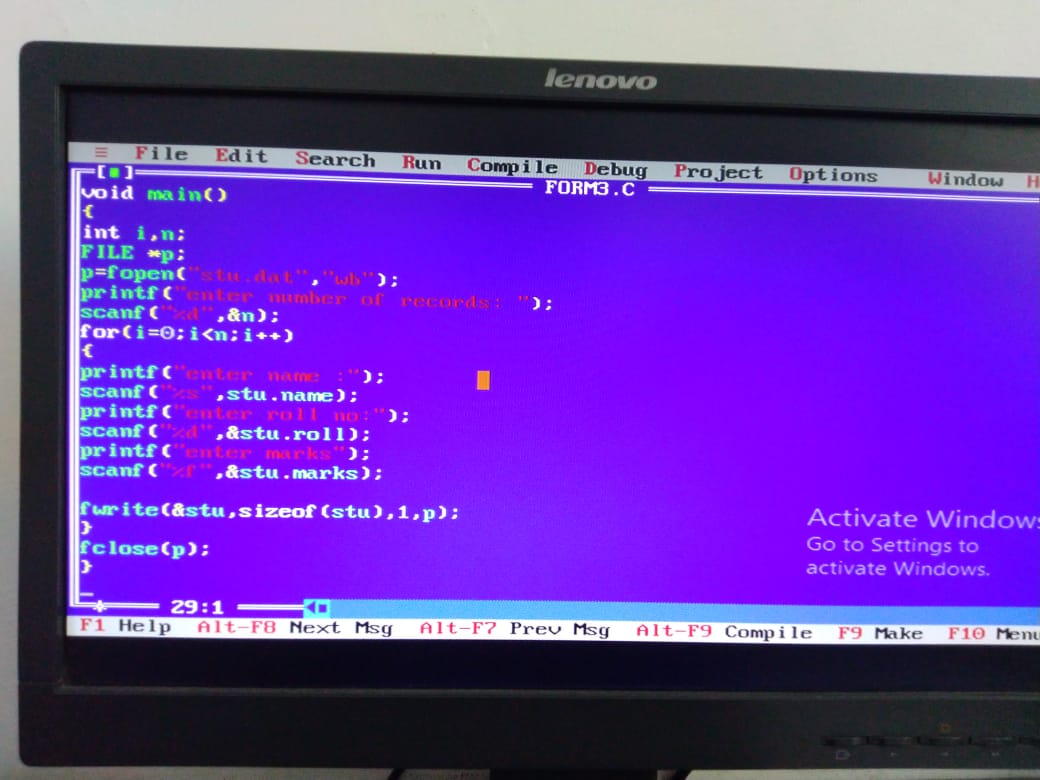 lenovo
≡ File Edit Search Run Compile Debug Project Options Window H
[■] FORM3.C
void main()
{
int i,n;
FILE *p;
p=fopen("stu.dat","wb");
printf("enter number of records: ");
scanf("%d",&n);
for(i=0;i<n;i++)
{
printf("enter name :");
scanf("%s",stu.name);
printf("enter roll no:");
scanf("%d",&stu.roll);
printf("enter marks");
scanf("%f",&stu.marks);
fwrite(&stu,sizeof(stu),1,p);
}
fclose(p);
}
Activate Windows
Go to Settings to
activate Windows.
29:1
F1 Help Alt-F8 Next Msg Alt-F7 Prev Msg Alt-F9 Compile F9 Make F10 Menu